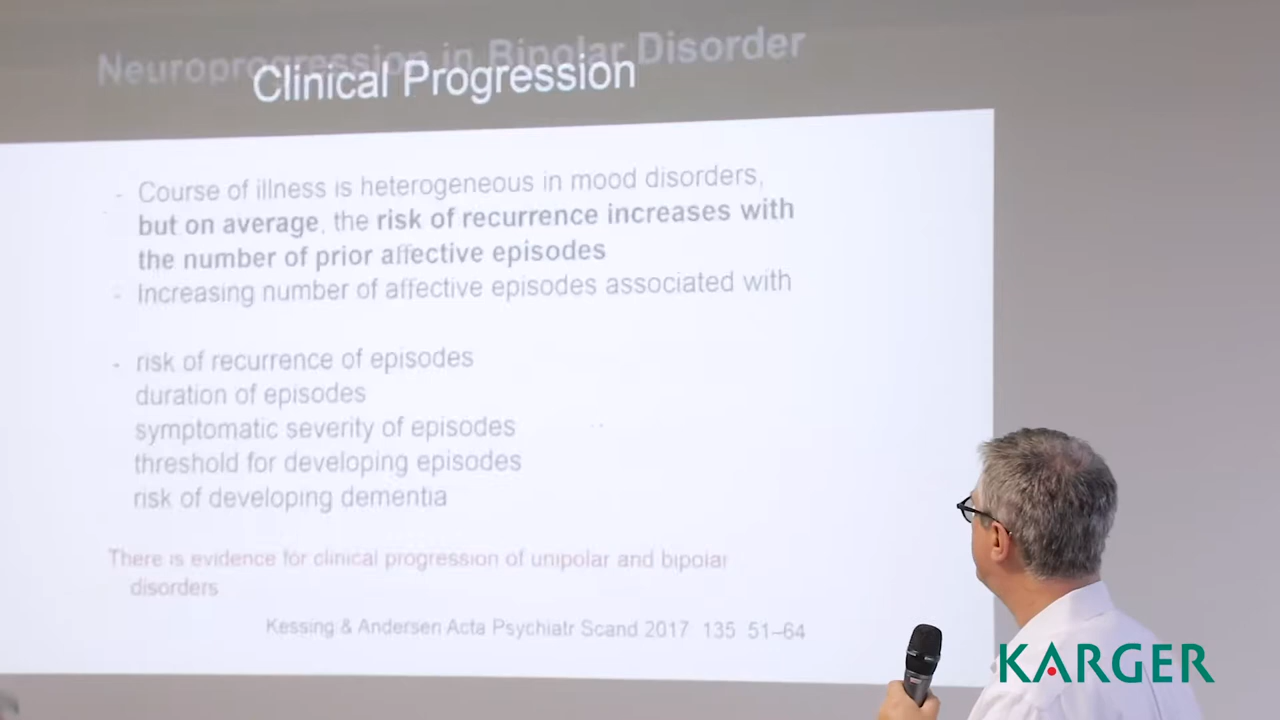 Neuroprogression in Bipolar Disorder
Clinical Progression
- Course of illness is heterogeneous in mood disorders,
but on average, the risk of recurrence increases with
the number of prior affective episodes
- Increasing number of affective episodes associated with
- risk of recurrence of episodes
duration of episodes
symptomatic severity of episodes
threshold for developing episodes
risk of developing dementia
There is evidence for clinical progression of unipolar and bipolar
disorders
Kessing & Andersen Acta Psychiatr Scand 2017 135 51–64
KARGER